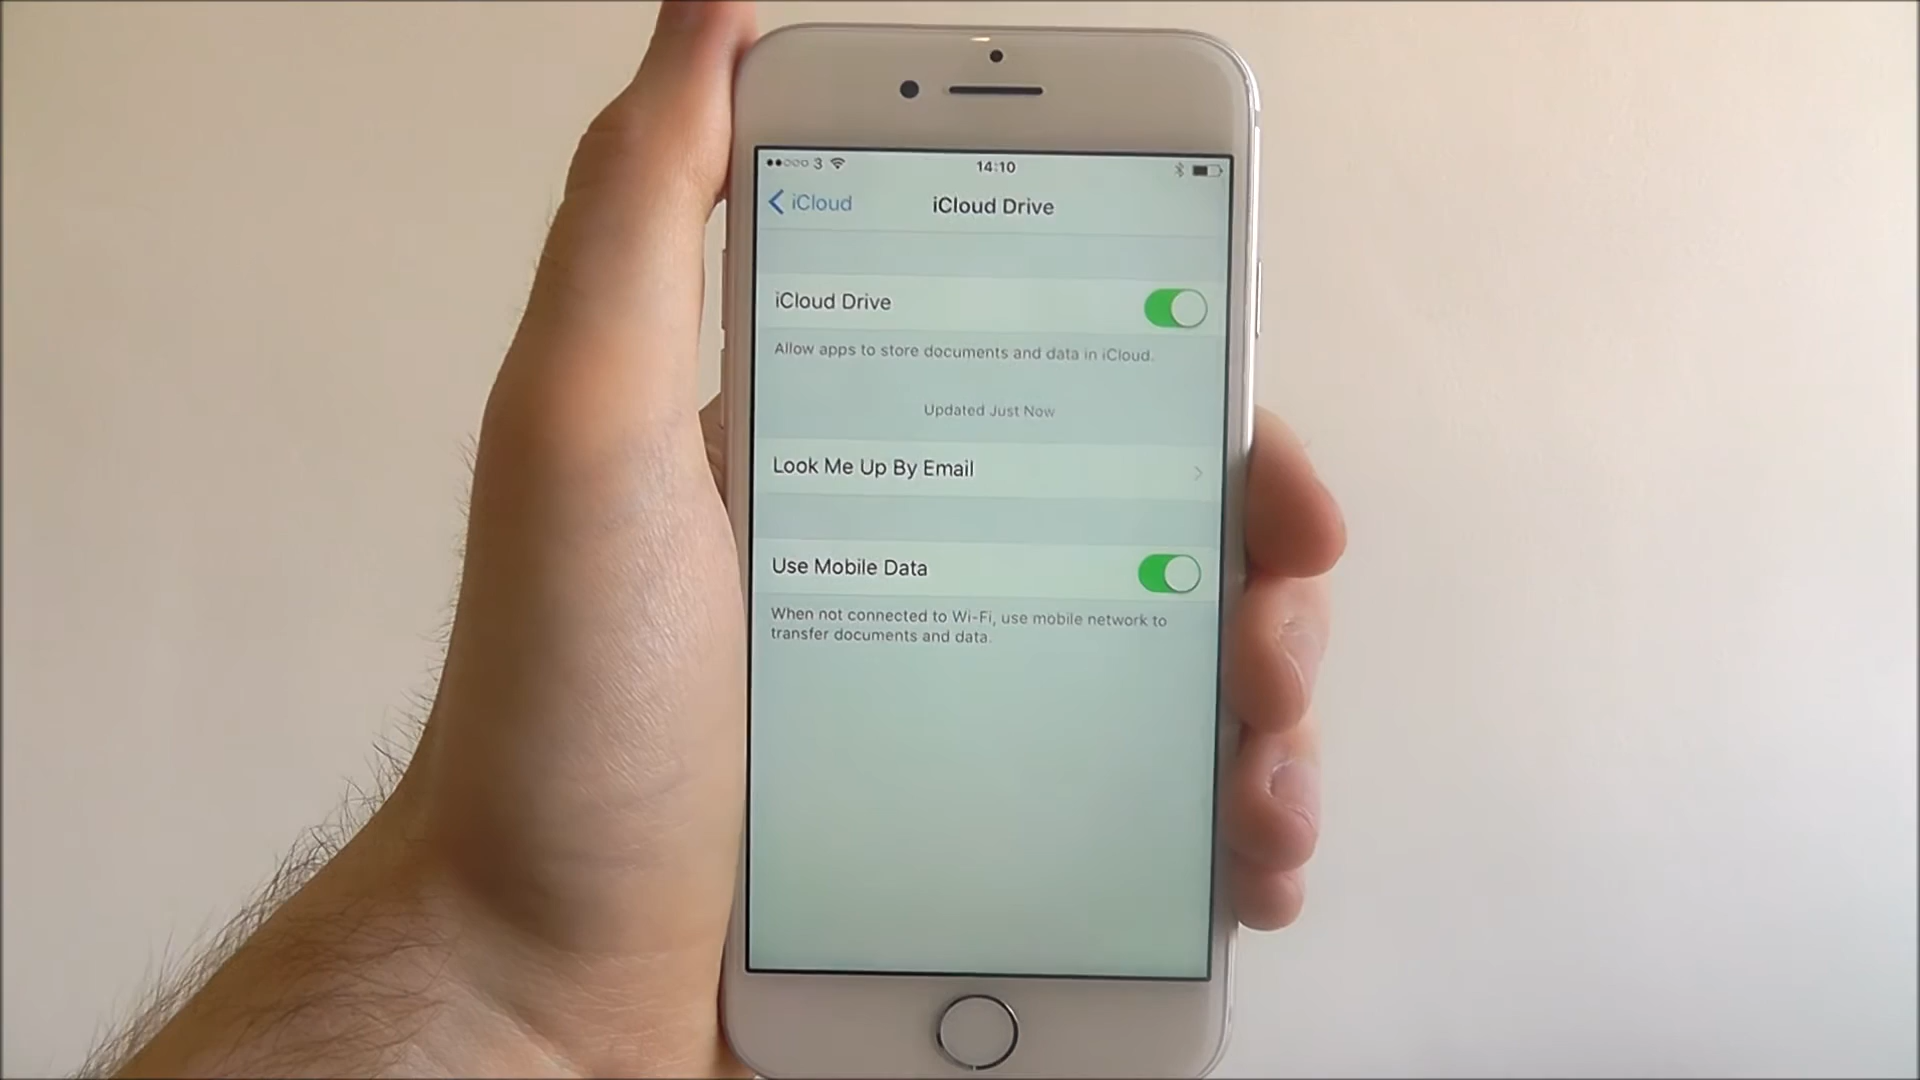 3
14:10
iCloud
iCloud Drive
iCloud Drive
Allow apps to store documents and data in iCloud.
Updated Just Now
Look Me Up By Email
Use Mobile Data
When not connected to Wi-Fi, use mobile network to
transfer documents and data.